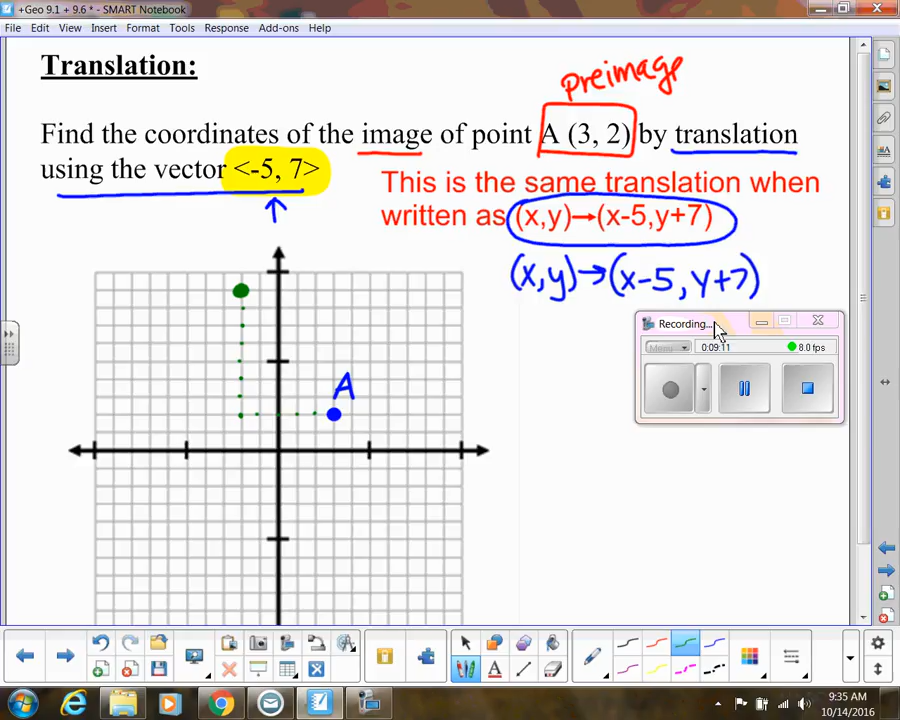 +Geo 9.1 + 9.6 * - SMART Notebook
File Edit View Insert Format Tools Response Add-ons Help
Translation:
preimage
Find the coordinates of the image of point A (3, 2) by translation
using the vector <-5, 7>
This is the same translation when
written as (x,y)→(x-5,y+7)
(x,y)→(x-5,y+7)
Recording...
Menu 0:09:11 8.0 fps
A
9:35 AM
10/14/2016